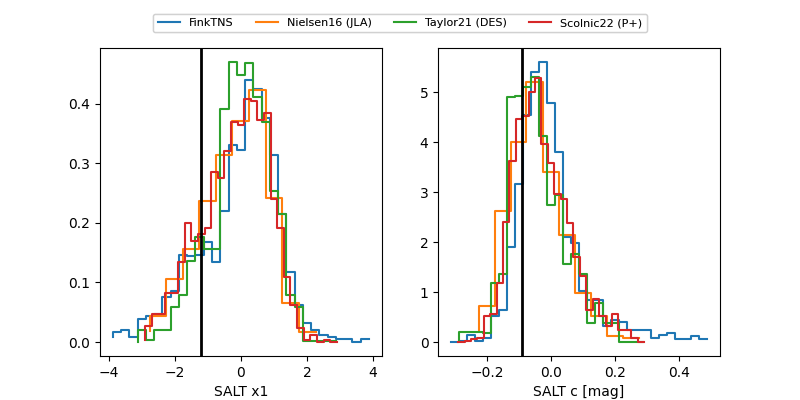 FinkTNS Nielsen16 (JLA) Taylor21 (DES) Scolnic22 (P+)
0.4
0.3
0.2
0.1
0.0
−4 −2 0 2 4
SALT x1
5
4
3
2
1
0
−0.2 0.0 0.2 0.4
SALT c [mag]